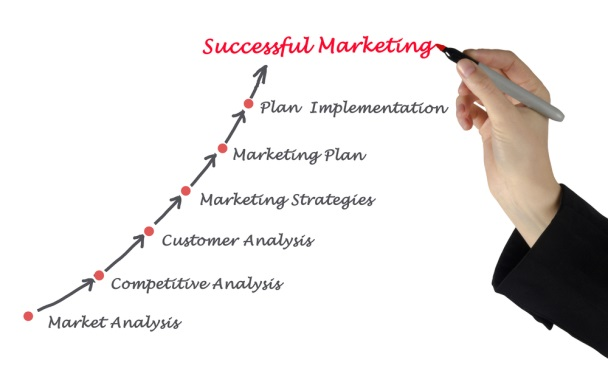 Successful Marketing
Plan Implementation
Marketing Plan
Marketing Strategies
Customer Analysis
Competitive Analysis
Market Analysis